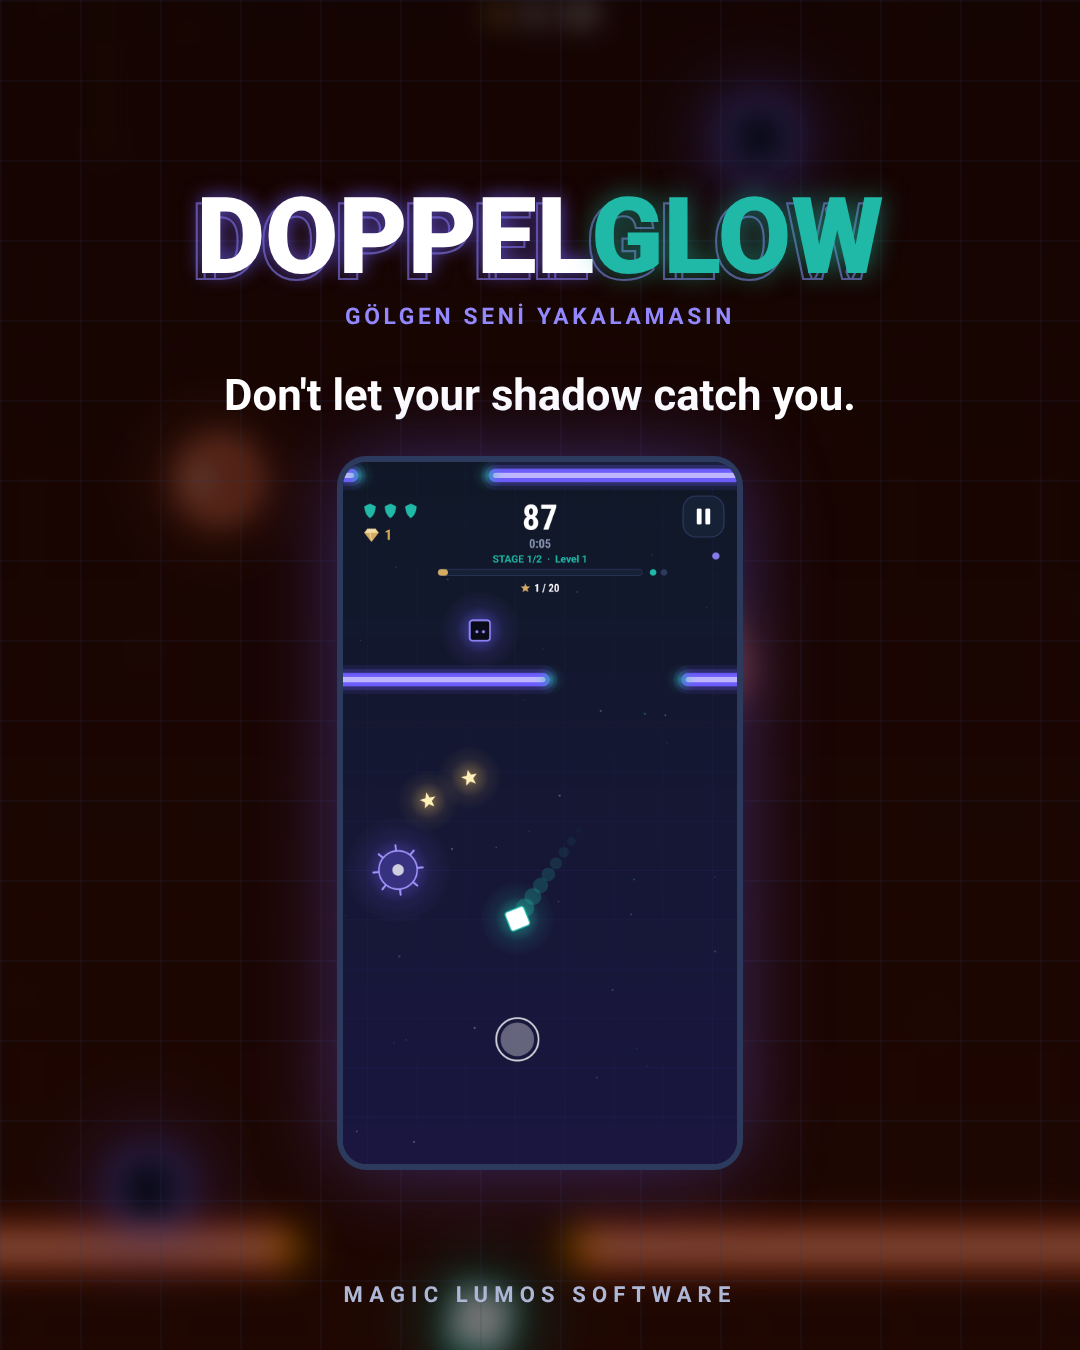 DOPPELGLOW
GÖLGEN SENİ YAKALAMASIN
Don't let your shadow catch you.
87
1
0:05
STAGE 1/2 · Level 1
1 / 20
MAGIC LUMOS SOFTWARE